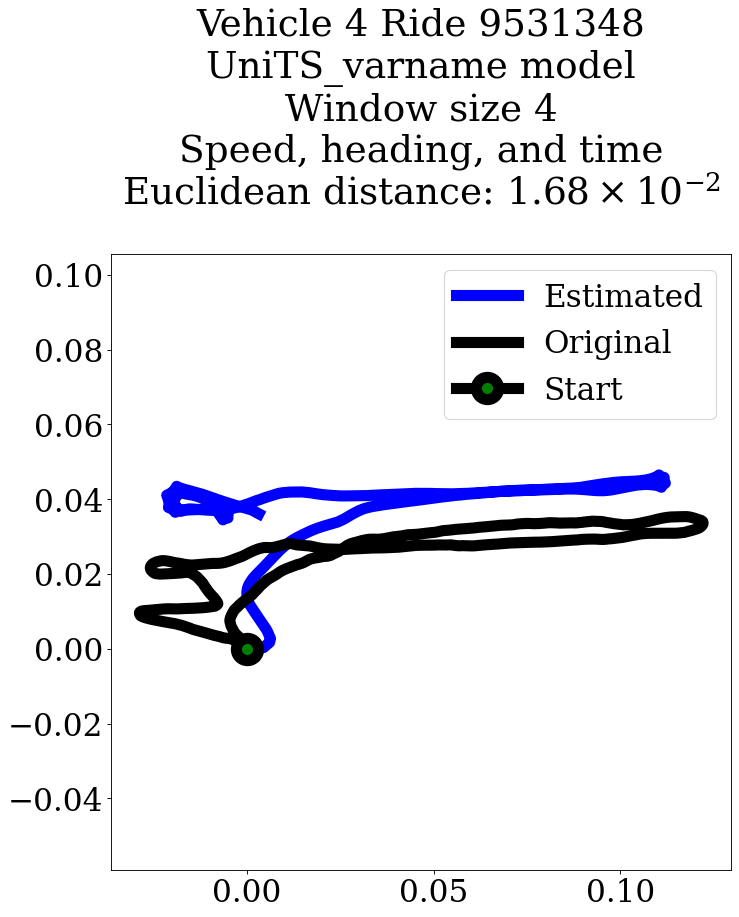 Vehicle 4 Ride 9531348
UniTS_varname model
Window size 4
Speed, heading, and time
Euclidean distance: 1.68 × 10⁻²
Estimated
Original
Start
0.10
0.08
0.06
0.04
0.02
0.00
−0.02
−0.04
0.00 0.05 0.10